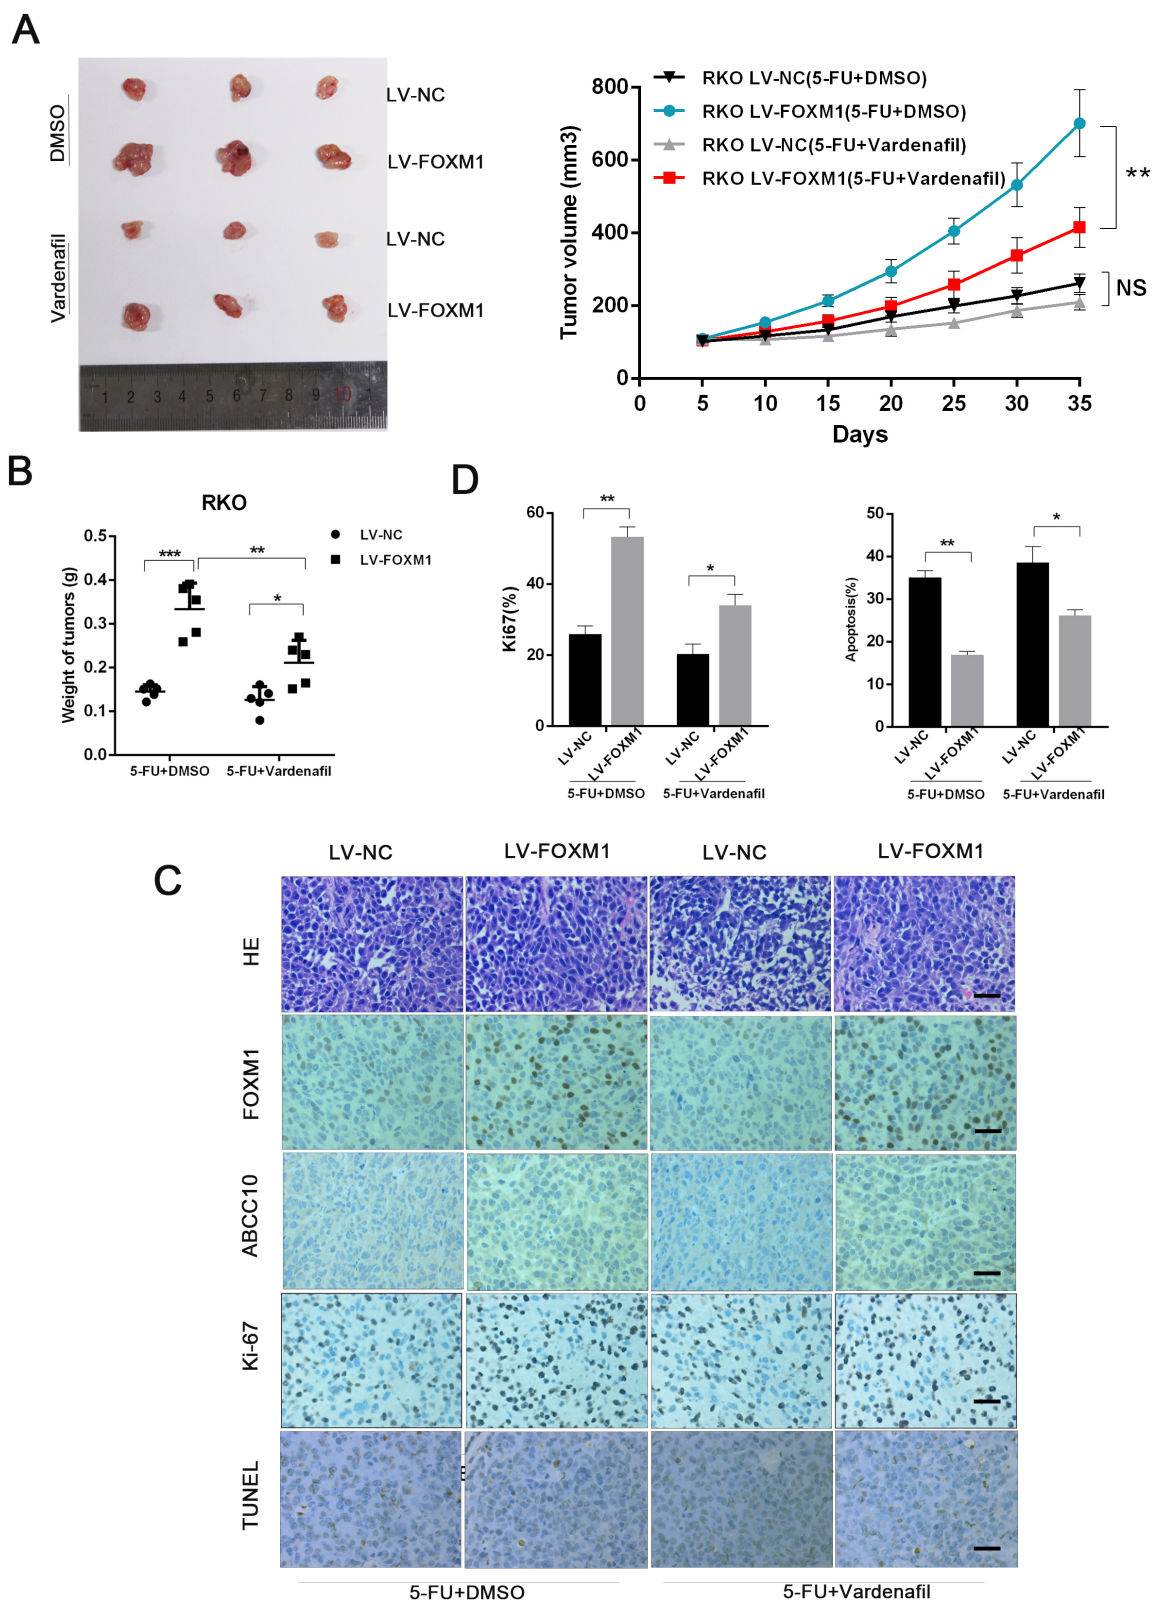 A
DMSO
LV-NC
LV-FOXM1
Vardenafil
LV-NC
LV-FOXM1
1 2 3 4 5 6 7 8 9 10 1
RKO LV-NC(5-FU+DMSO)
RKO LV-FOXM1(5-FU+DMSO)
RKO LV-NC(5-FU+Vardenafil)
RKO LV-FOXM1(5-FU+Vardenafil)
Tumor volume (mm3)
800
600
400
200
0
0 5 10 15 20 25 30 35
Days
**
NS
B
RKO
LV-NC
LV-FOXM1
Weight of tumors (g)
0.5
0.4
0.3
0.2
0.1
0.0
***
**
*
5-FU+DMSO 5-FU+Vardenafil
D
Ki67(%)
60
40
20
0
**
*
LV-NC LV-FOXM1 LV-NC LV-FOXM1
5-FU+DMSO 5-FU+Vardenafil
Apoptosis(%)
50
40
30
20
10
0
**
*
LV-NC LV-FOXM1 LV-NC LV-FOXM1
5-FU+DMSO 5-FU+Vardenafil
C
LV-NC LV-FOXM1 LV-NC LV-FOXM1
HE
FOXM1
ABCC10
Ki-67
TUNEL
E
5-FU+DMSO 5-FU+Vardenafil